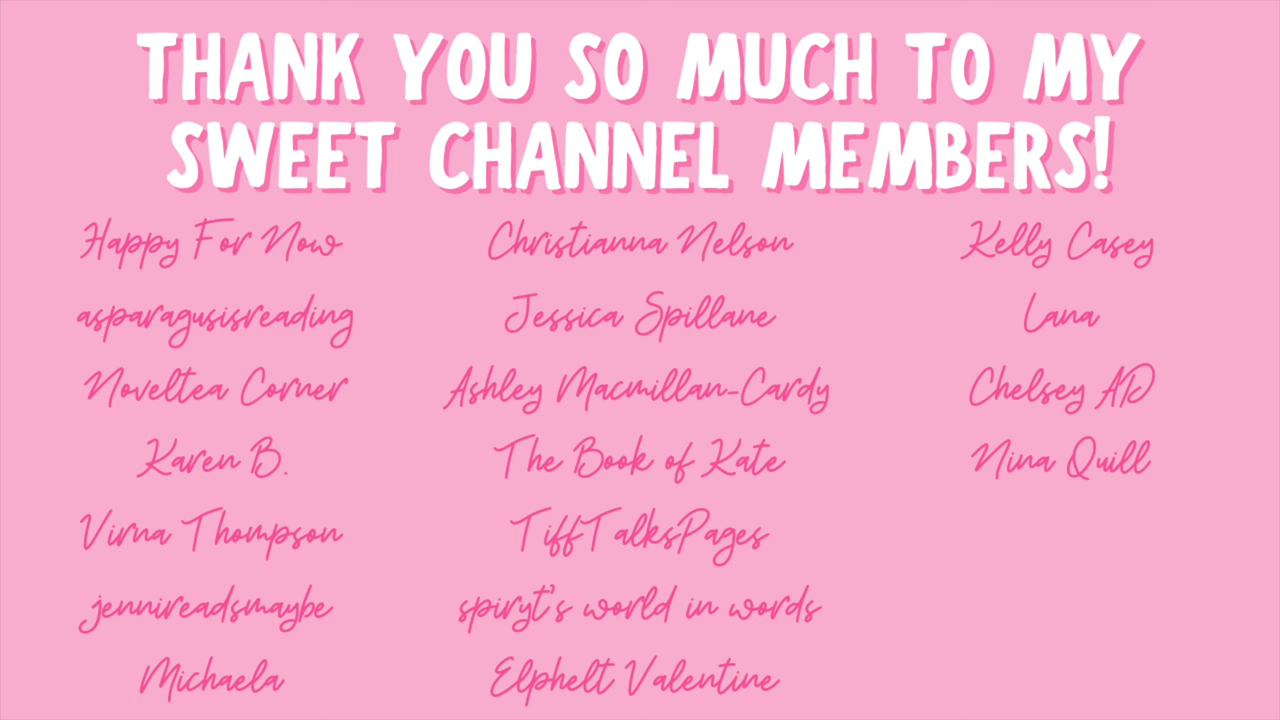 THANK YOU SO MUCH TO MY
SWEET CHANNEL MEMBERS!
Happy For Now
asparagusisreading
Noveltea Corner
Karen B.
Virna Thompson
jennireadsmaybe
Michaela
Christianna Nelson
Jessica Spillane
Ashley Macmillan-Cardy
The Book of Kate
TiffTalksPages
spiryt's world in words
Elphelt Valentine
Kelly Casey
Lana
Chelsey AD
Nina Quill